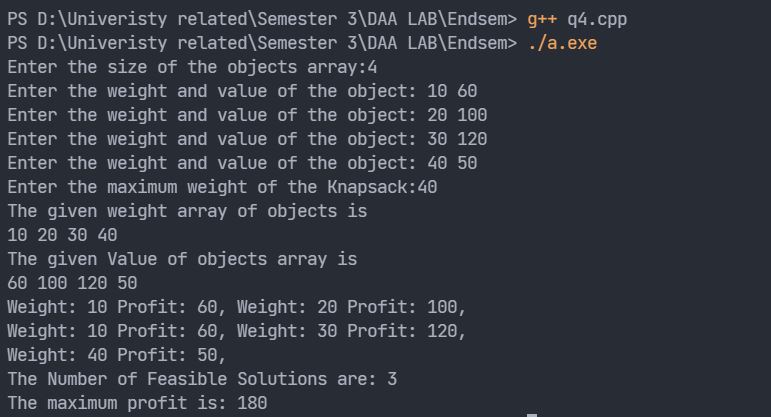 PS D:\Univeristy related\Semester 3\DAA LAB\Endsem> g++ q4.cpp
PS D:\Univeristy related\Semester 3\DAA LAB\Endsem> ./a.exe
Enter the size of the objects array:4
Enter the weight and value of the object: 10 60
Enter the weight and value of the object: 20 100
Enter the weight and value of the object: 30 120
Enter the weight and value of the object: 40 50
Enter the maximum weight of the Knapsack:40
The given weight array of objects is
10 20 30 40
The given Value of objects array is
60 100 120 50
Weight: 10 Profit: 60, Weight: 20 Profit: 100,
Weight: 10 Profit: 60, Weight: 30 Profit: 120,
Weight: 40 Profit: 50,
The Number of Feasible Solutions are: 3
The maximum profit is: 180